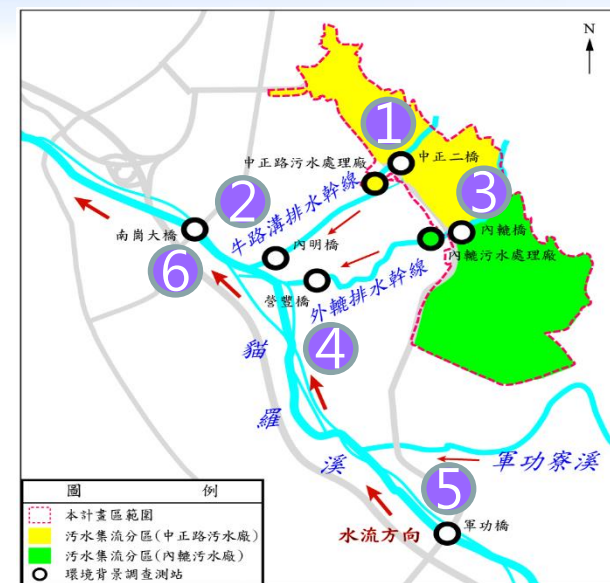 N
1
中正路污水處理廠
中正二橋
2
3
牛路溝排水幹線
內轆橋
南崗大橋
內明橋
內轆污水處理廠
6
營豐橋
外轆排水幹線
4
貓羅溪
軍功寮溪
5
水流方向
軍功橋
圖 例
本計畫區範圍
污水集流分區(中正路污水廠)
污水集流分區(內轆污水廠)
環境背景調查測站